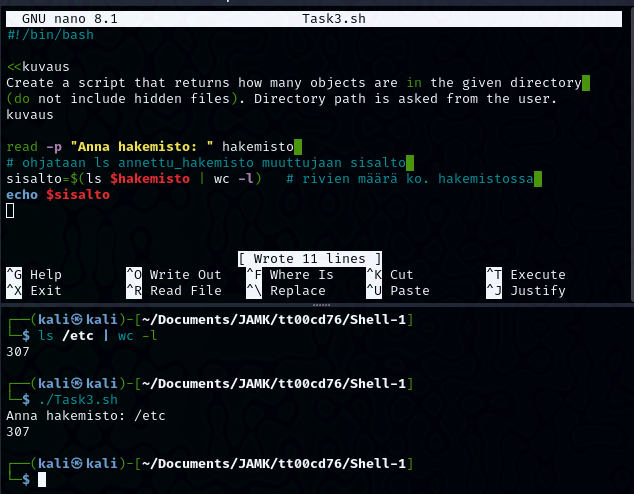 GNU nano 8.1 Task3.sh
#!/bin/bash
<<kuvaus
Create a script that returns how many objects are in the given directory
(do not include hidden files). Directory path is asked from the user.
kuvaus
read -p "Anna hakemisto: " hakemisto
# ohjataan ls annettu_hakemisto muuttujaan sisalto
sisalto=$(ls $hakemisto | wc -l)   # rivien määrä ko. hakemistossa
echo $sisalto
[ Wrote 11 lines ]
^G Help ^O Write Out ^F Where Is ^K Cut ^T Execute
^X Exit ^R Read File ^\ Replace ^U Paste ^J Justify
┌──(kali㉿kali)-[~/Documents/JAMK/tt00cd76/Shell-1]
└─$ ls /etc | wc -l
307
┌──(kali㉿kali)-[~/Documents/JAMK/tt00cd76/Shell-1]
└─$ ./Task3.sh
Anna hakemisto: /etc
307
┌──(kali㉿kali)-[~/Documents/JAMK/tt00cd76/Shell-1]
└─$